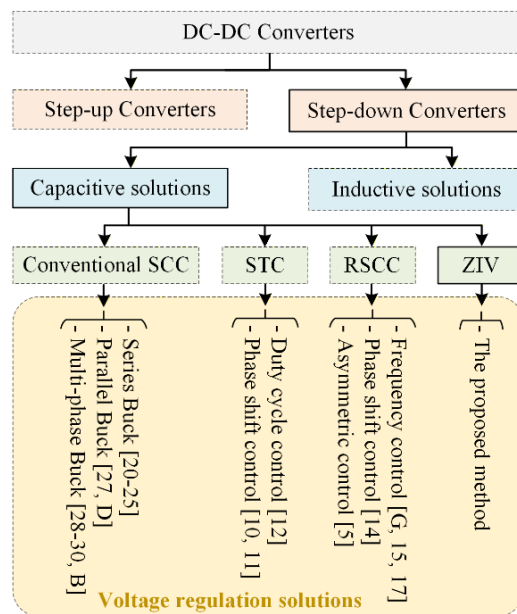 DC-DC Converters
Step-up Converters
Step-down Converters
Capacitive solutions
Inductive solutions
Conventional SCC
STC
RSCC
ZIV
- Series Buck [20-25]
- Parallel Buck [27, D]
- Multi-phase Buck [28-30, B]
- Duty cycle control [12]
- Phase shift control [10, 11]
- Frequency control [G, 15, 17]
- Phase shift control [14]
- Asymmetric control [5]
- The proposed method
Voltage regulation solutions